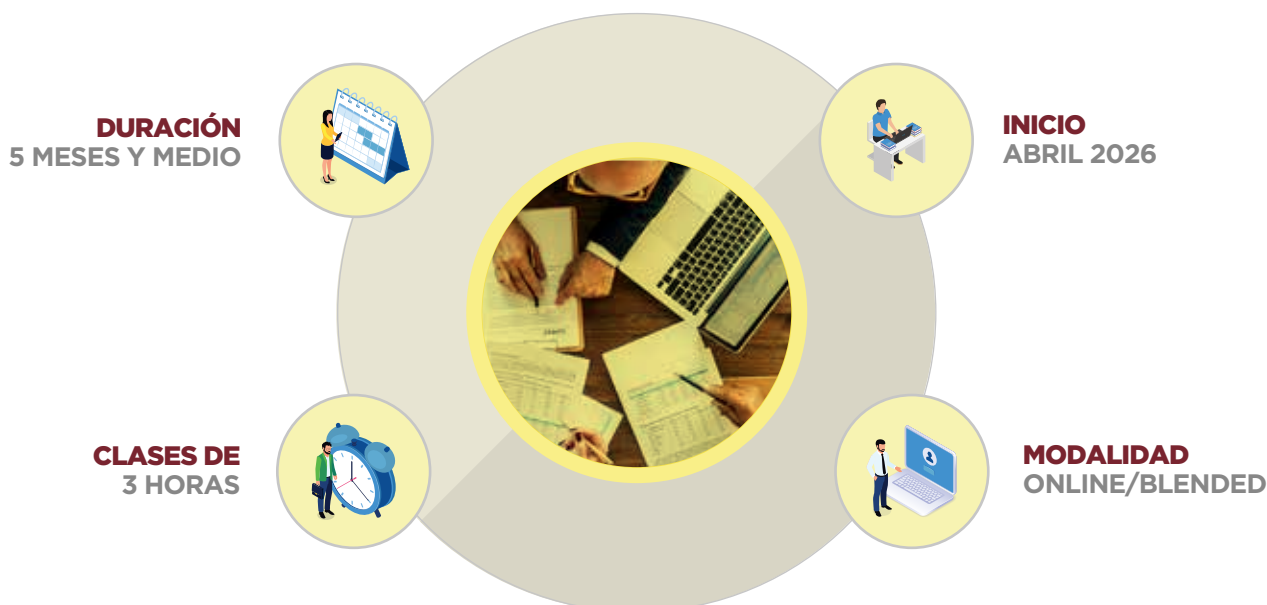 DURACIÓN
5 MESES Y MEDIO
INICIO
ABRIL 2026
CLASES DE
3 HORAS
MODALIDAD
ONLINE/BLENDED